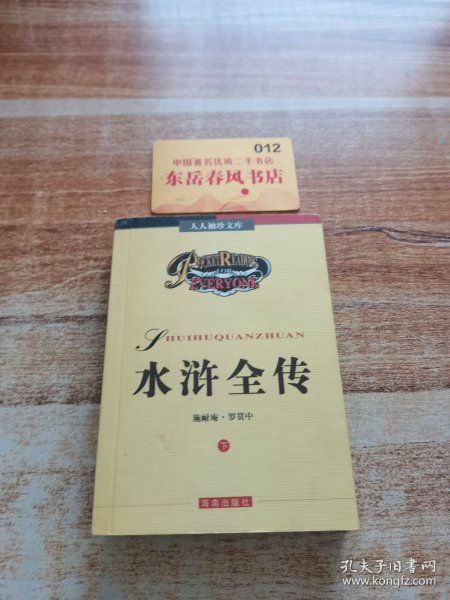 012
中国著名优质二手书店
东岳春风书店
人人袖珍文库
POCKET READING
FOR
EVERYONE
SHUIHUQUANZHUAN
水浒全传
施耐庵·罗贯中
下
海南出版社
孔夫子旧书网
www.kongfz.com